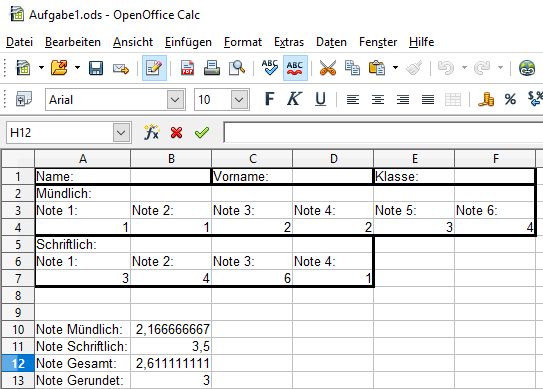 Aufgabe1.ods - OpenOffice Calc
Datei Bearbeiten Ansicht Einfügen Format Extras Daten Fenster Hilfe
PDF ABC ABC
Arial 10 F K U %
H12
A B C D E F
1 Name: Vorname: Klasse:
2 Mündlich:
3 Note 1: Note 2: Note 3: Note 4: Note 5: Note 6:
4 1 1 2 2 3 4
5 Schriftlich:
6 Note 1: Note 2: Note 3: Note 4:
7 3 4 6 1
8
9
10 Note Mündlich: 2,166666667
11 Note Schriftlich: 3,5
12 Note Gesamt: 2,611111111
13 Note Gerundet: 3